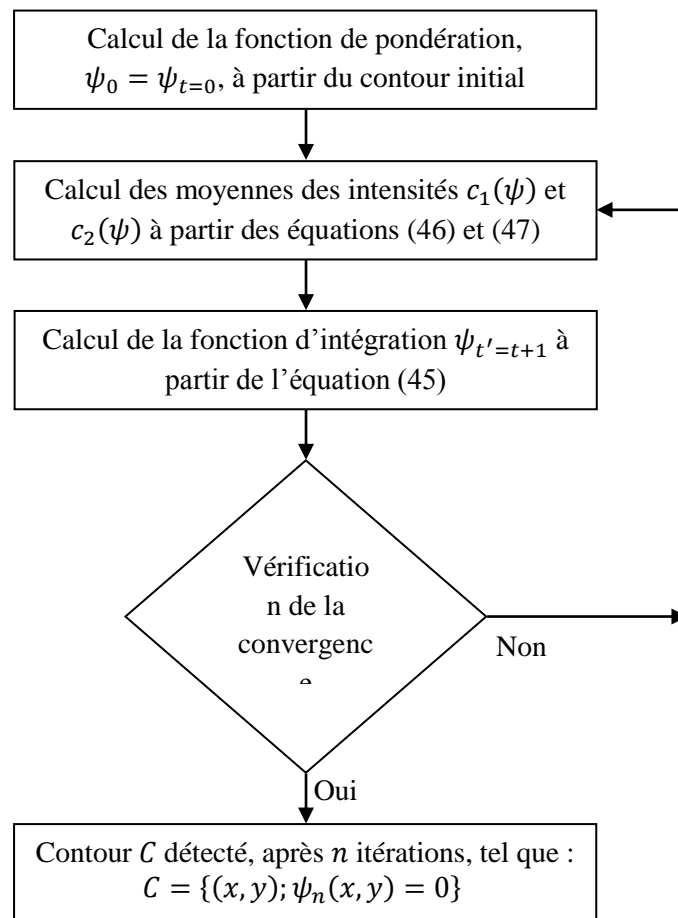 Calcul de la fonction de pondération,
𝜓₀ = 𝜓ₜ₌₀, à partir du contour initial
Calcul des moyennes des intensités 𝑐₁(𝜓) et
𝑐₂(𝜓) à partir des équations (46) et (47)
Calcul de la fonction d’intégration 𝜓_{𝑡′=𝑡+1} à
partir de l’équation (45)
Vérificatio
n de la
convergenc
e
Non
Oui
Contour 𝐶 détecté, après 𝑛 itérations, tel que :
𝐶 = {(𝑥, 𝑦); 𝜓ₙ(𝑥, 𝑦) = 0}